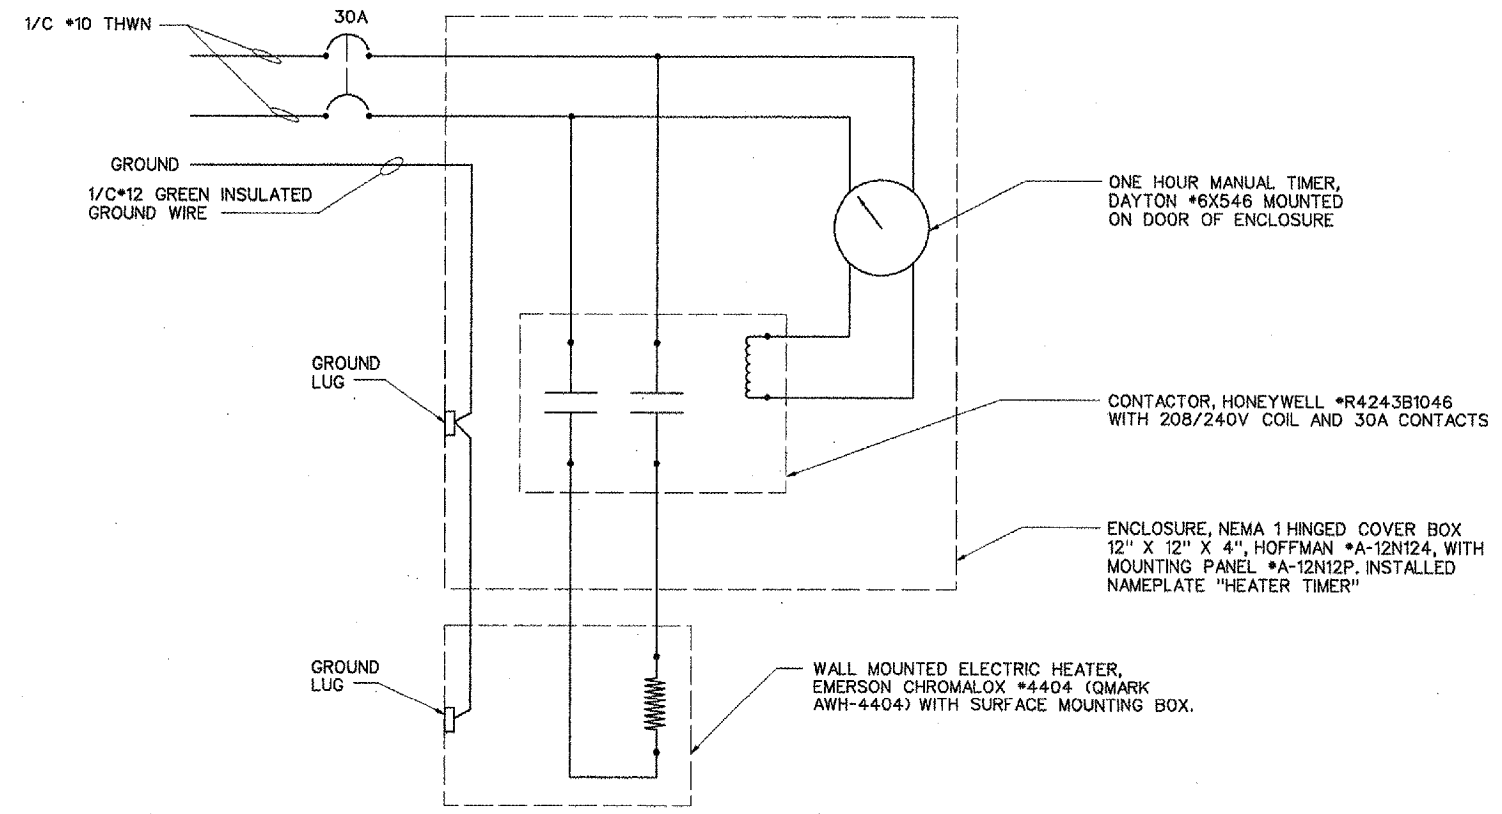 30A
1/C #10 THWN
GROUND
1/C#12 GREEN INSULATED
GROUND WIRE
ONE HOUR MANUAL TIMER,
DAYTON #6X546 MOUNTED
ON DOOR OF ENCLOSURE
GROUND
LUG
CONTACTOR, HONEYWELL #R4243B1046
WITH 208/240V COIL AND 30A CONTACTS
ENCLOSURE, NEMA 1 HINGED COVER BOX
12" X 12" X 4", HOFFMAN #A-12N124, WITH
MOUNTING PANEL #A-12N12P. INSTALLED
NAMEPLATE "HEATER TIMER"
GROUND
LUG
WALL MOUNTED ELECTRIC HEATER,
EMERSON CHROMALOX #4404 (QMARK
AWH-4404) WITH SURFACE MOUNTING BOX.